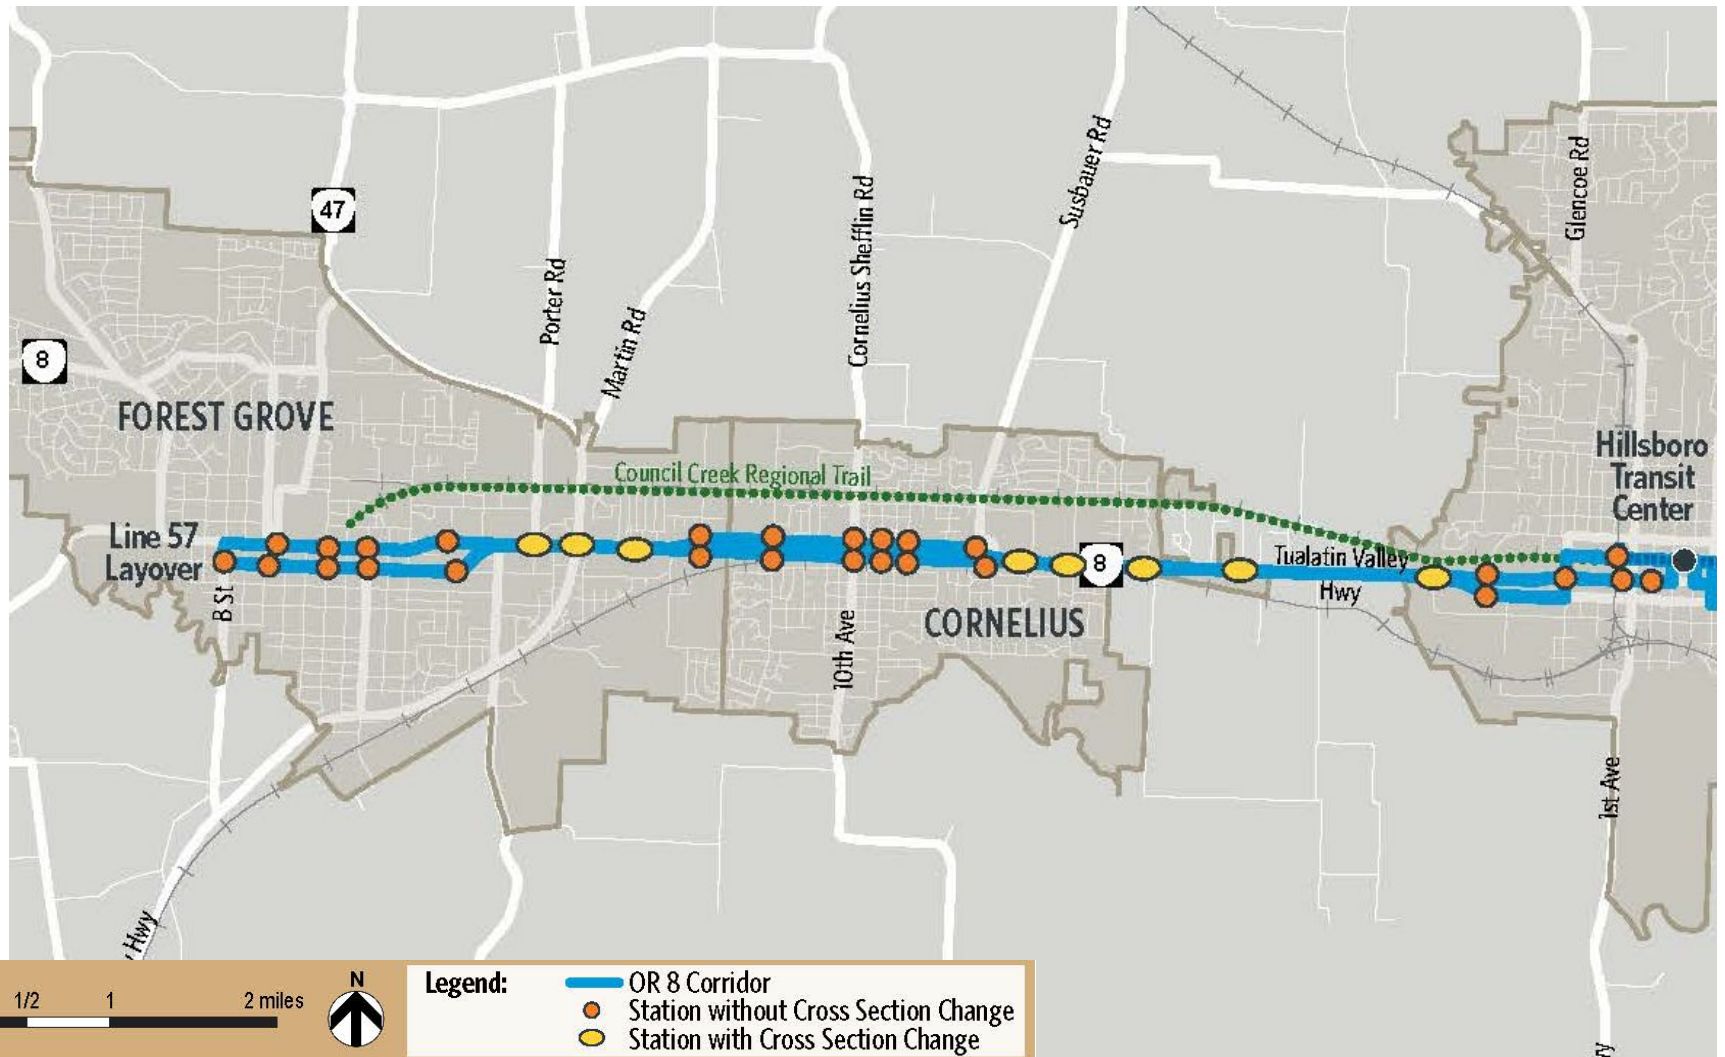 47
Glencoe Rd
Susbauer Rd
Cornelius Shefflin Rd
Porter Rd
Martin Rd
8
FOREST GROVE
Hillsboro
Transit
Center
Council Creek Regional Trail
Line 57
Layover
B St
8
Tualatin Valley
Hwy
CORNELIUS
10th Ave
1st Ave
Hwy
1/2 1 2 miles
N
Legend:
OR 8 Corridor
Station without Cross Section Change
Station with Cross Section Change